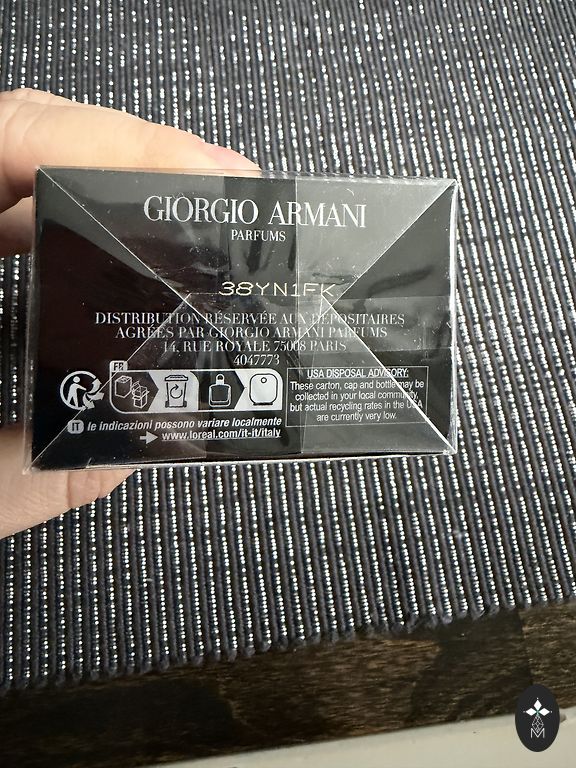 GIORGIO ARMANI
PARFUMS
38YN1FK
DISTRIBUTION RÉSERVÉE AUX DÉPOSITAIRES
AGRÉES PAR GIORGIO ARMANI PARFUMS
14, RUE ROYALE 75008 PARIS
4047773
FR
IT le indicazioni possono variare localmente
www.loreal.com/it-it/italy
USA DISPOSAL ADVISORY:
These carton, cap and bottle may be
collected in your local community,
but actual recycling rates in the USA
are currently very low.
M